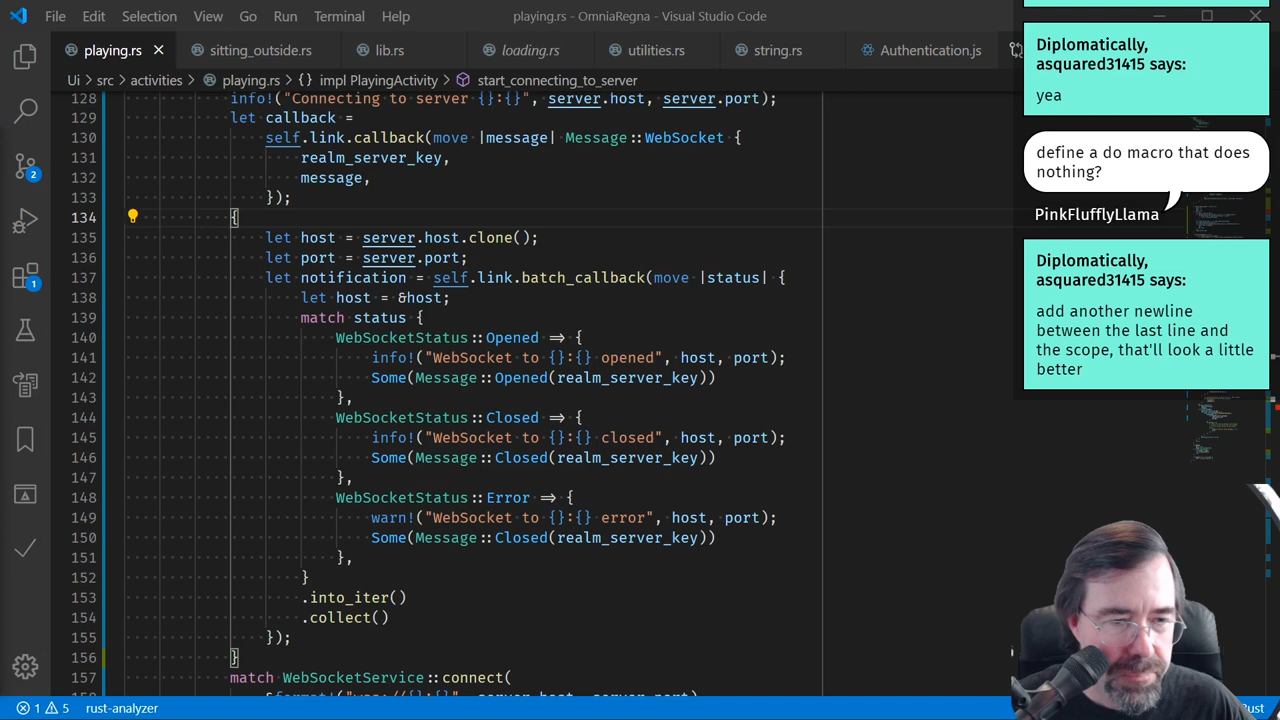 File Edit Selection View Go Run Terminal Help
playing.rs - OmniaRegna - Visual Studio Code
playing.rs sitting_outside.rs lib.rs loading.rs utilities.rs string.rs Authentication.js
Ui > src > activities > playing.rs > {} impl PlayingActivity > start_connecting_to_server
128 info!("Connecting to server {}:{}", server.host, server.port);
129 let callback =
130 self.link.callback(move |message| Message::WebSocket {
131 realm_server_key,
132 message,
133 });
134 {
135 let host = server.host.clone();
136 let port = server.port;
137 let notification = self.link.batch_callback(move |status| {
138 let host = &host;
139 match status {
140 WebSocketStatus::Opened => {
141 info!("WebSocket to {}:{} opened", host, port);
142 Some(Message::Opened(realm_server_key))
143 },
144 WebSocketStatus::Closed => {
145 info!("WebSocket to {}:{} closed", host, port);
146 Some(Message::Closed(realm_server_key))
147 },
148 WebSocketStatus::Error => {
149 warn!("WebSocket to {}:{} error", host, port);
150 Some(Message::Closed(realm_server_key))
151 },
152 }
153 .into_iter()
154 .collect()
155 });
156 }
157 match WebSocketService::connect(
2
1
1 5 rust-analyzer
Diplomatically,
asquared31415 says:
yea
define a do macro that does
nothing?
PinkFlufflyLlama
Diplomatically,
asquared31415 says:
add another newline
between the last line and
the scope, that'll look a little
better